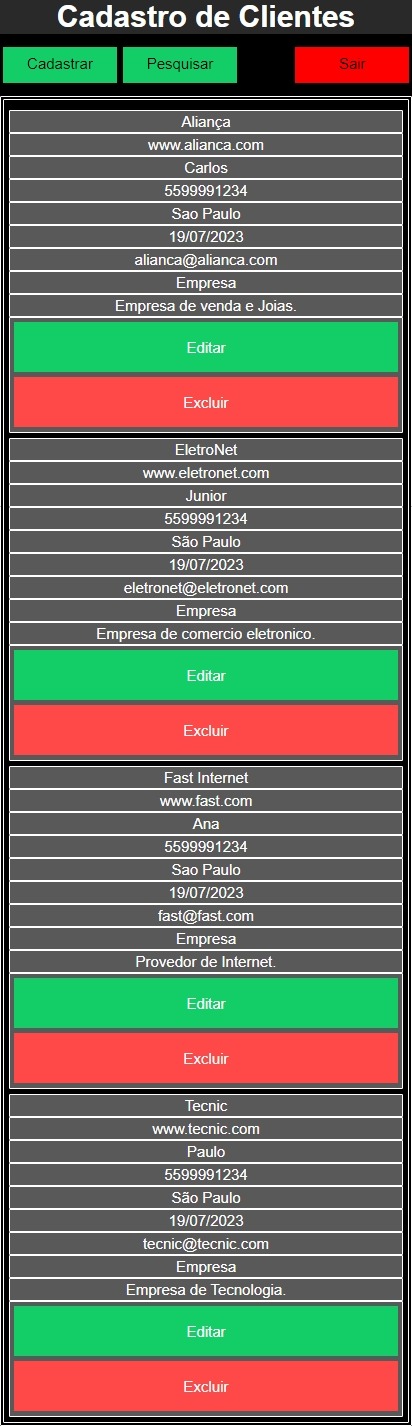 Cadastro de Clientes
Cadastrar Pesquisar Sair
Aliança
www.alianca.com
Carlos
5599991234
Sao Paulo
19/07/2023
alianca@alianca.com
Empresa
Empresa de venda e Joias.
Editar
Excluir
EletroNet
www.eletronet.com
Junior
5599991234
São Paulo
19/07/2023
eletronet@eletronet.com
Empresa
Empresa de comercio eletronico.
Editar
Excluir
Fast Internet
www.fast.com
Ana
5599991234
Sao Paulo
19/07/2023
fast@fast.com
Empresa
Provedor de Internet.
Editar
Excluir
Tecnic
www.tecnic.com
Paulo
5599991234
São Paulo
19/07/2023
tecnic@tecnic.com
Empresa
Empresa de Tecnologia.
Editar
Excluir